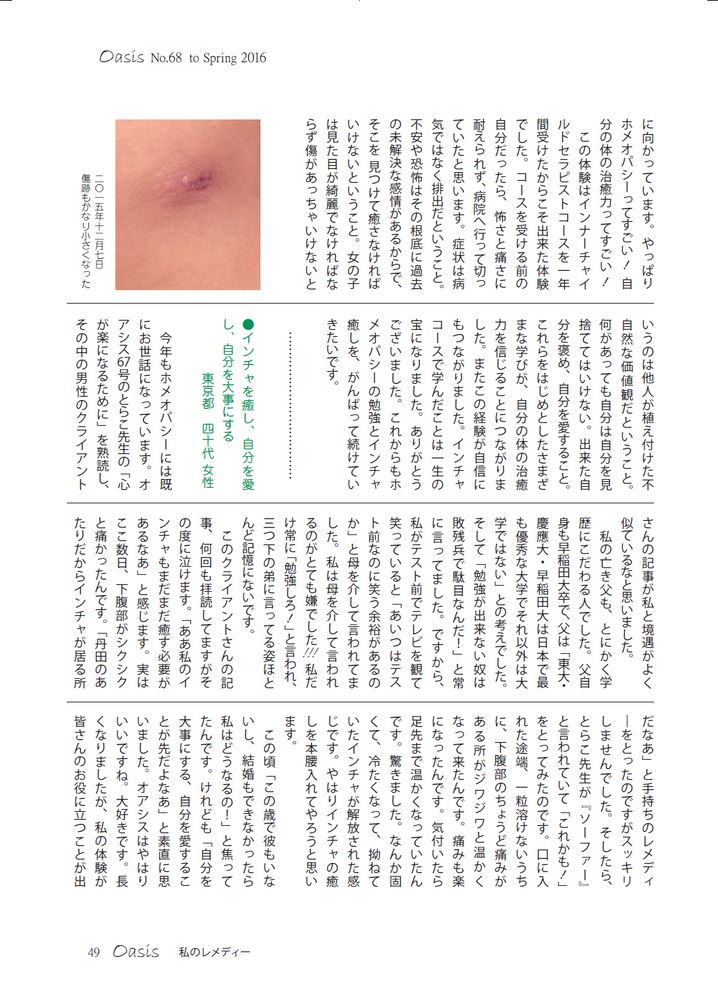 Oasis No.68 to Spring 2016
に向かっています。やっぱり
ホメオパシーってすごい！ 自
分の体の治癒力ってすごい！
この体験はインナーチャイ
ルドセラピストコースを一年
間受けたからこそ出来た体験
でした。コースを受ける前の
自分だったら、怖さと痛さに
耐えられず、病院へ行って切っ
ていたと思います。症状は病
気ではなく排出だということ。
不安や恐怖はその根底に過去
の未解決な感情があるからで、
そこを見つけて癒さなければ
いけないということ。女の子
は見た目が綺麗でなければな
らず傷があっちゃいけないと
二〇一五年十二月七日
傷跡もかなり小さくなった
いうのは他人が植え付けた不
自然な価値観だということ。
何があっても自分は自分を見
捨ててはいけない。出来た自
分を褒め、自分を愛すること。
これらをはじめとしたさまざ
まな学びが、自分の体の治癒
力を信じることにつながりま
した。またこの経験が自信に
もつながりました。インチャ
コースで学んだことは一生の
宝になりました。ありがとう
ございました。これからもホ
メオパシーの勉強とインチャ
癒しを、がんばって続けてい
きたいです。
●インチャを癒し、自分を愛
し、自分を大事にする
東京都　四十代 女性
今年もホメオパシーには既
にお世話になっています。オ
アシス67号のとらこ先生の「心
が楽になるために」を熟読し、
その中の男性のクライアント
さんの記事が私と境遇がよく
似ているなと思いました。
私の亡き父も、とにかく学
歴にこだわる人でした。父自
身も早稲田大卒で、父は「東大・
慶應大・早稲田大は日本で最
も優秀な大学でそれ以外は大
学ではない」との考えでした。
そして「勉強が出来ない奴は
敗残兵で駄目なんだ！」と常
に言ってました。ですから、
私がテスト前でテレビを観て
笑っていると「あいつはテス
ト前なのに笑う余裕があるの
か」と母を介して言われてま
した。私は母を介して言われ
るのがとても嫌でした!!! 私だ
け常に「勉強しろ！」と言われ、
三つ下の弟に言ってる姿ほと
んど記憶にないです。
このクライアントさんの記
事、何回も拝読してますがそ
の度に泣けます。「ああ私のイ
ンチャもまだまだ癒す必要が
あるなあ」と感じます。実は
ここ数日、下腹部がシクシク
と痛かったんです。「丹田のあ
たりだからインチャが居る所
だなあ」と手持ちのレメディ
ーをとったのですがスッキリ
しませんでした。そしたら、
とらこ先生が『ソーファー』
と言われていて「これかも！」
をとってみたのです。口に入
れた途端、一粒溶けないうち
に、下腹部のちょうど痛みが
ある所がジワジワと温かく
なって来たんです。痛みも楽
になったんです。気付いたら
足先まで温かくなっていたん
です。驚きました。なんか固
くて、冷たくなって、拗ねて
いたインチャが解放された感
じです。やはりインチャの癒
しを本腰入れてやろうと思い
ます。
この頃「この歳で彼もいな
いし、結婚もできなかったら
私はどうなるの！」と焦って
たんです。けれども「自分を
大事にする、自分を愛するこ
とが先だよなあ」と素直に思
いました。オアシスはやはり
いいですね。大好きです。長
くなりましたが、私の体験が
皆さんのお役に立つことが出
49 Oasis 私のレメディー